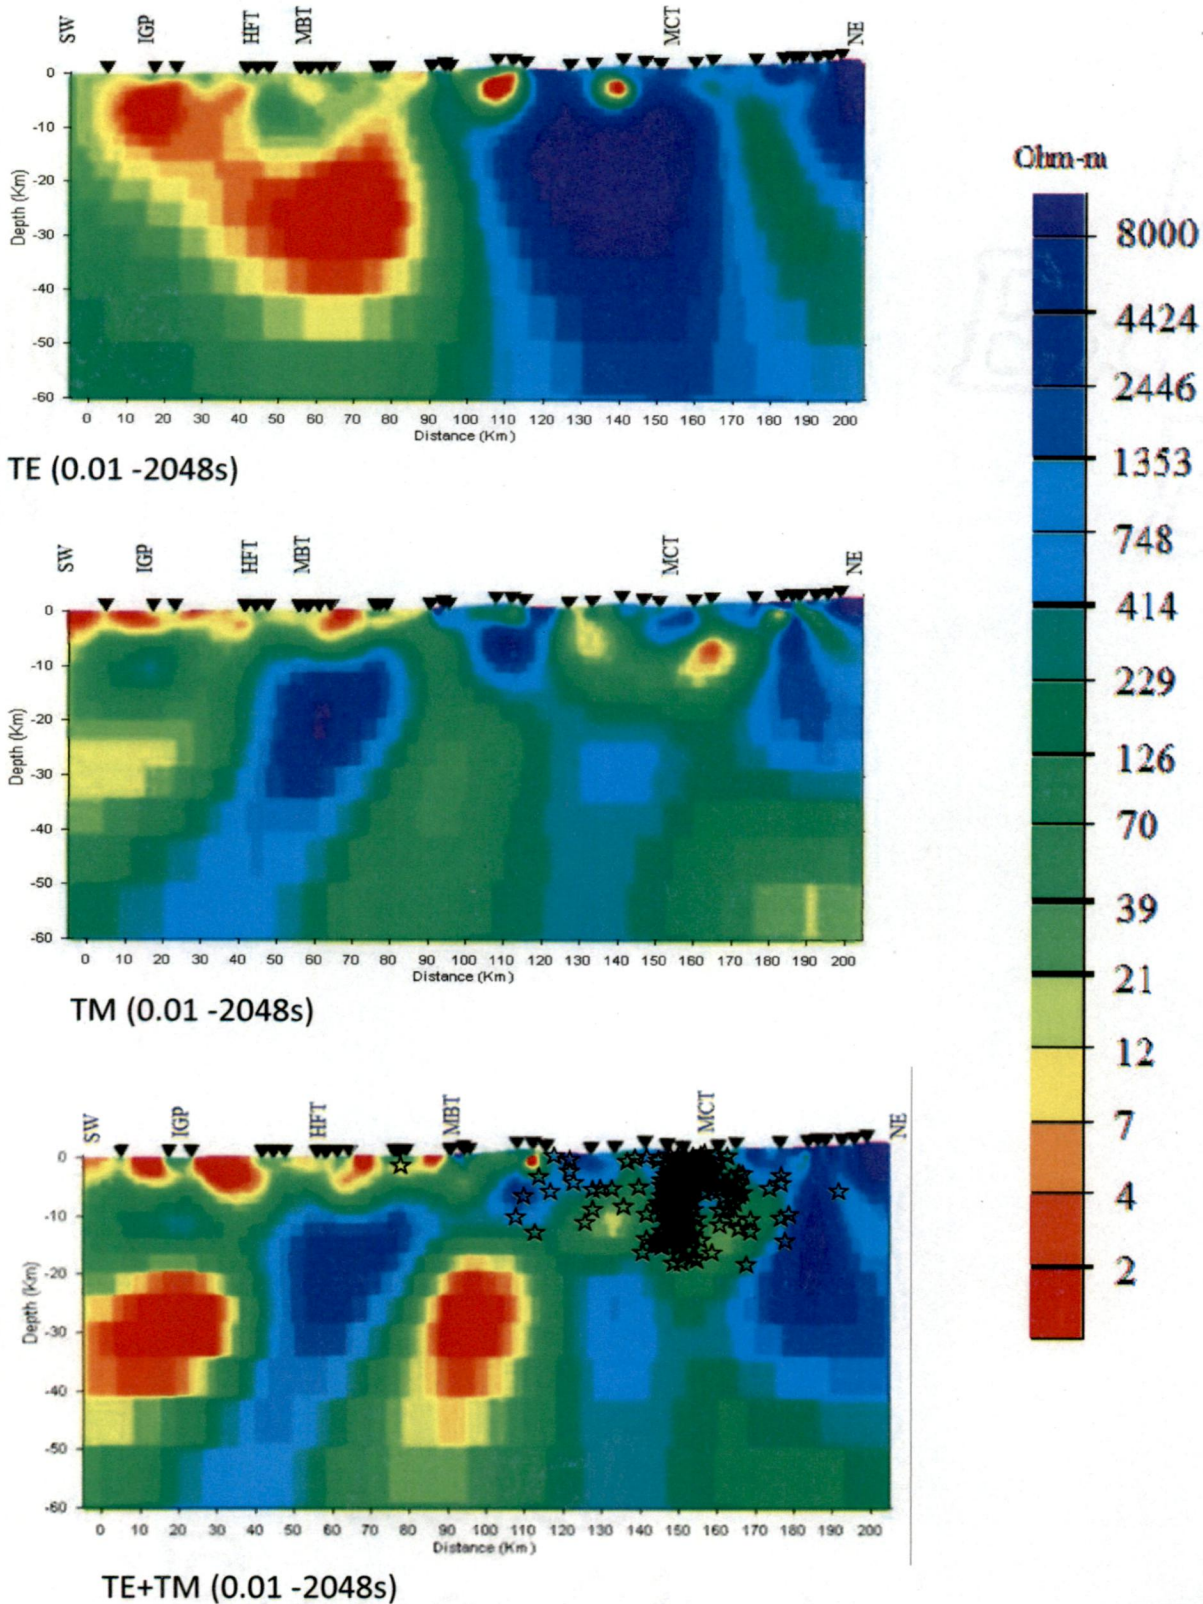 SW IGP HFT MBT MCT NE
0
-10
-20
-30
-40
-50
-60
Depth (Km)
0 10 20 30 40 50 60 70 80 90 100 110 120 130 140 150 160 170 180 190 200
Distance (Km)
TE (0.01 -2048s)
SW IGP HFT MBT MCT NE
0
-10
-20
-30
-40
-50
-60
Depth (Km)
0 10 20 30 40 50 60 70 80 90 100 110 120 130 140 150 160 170 180 190 200
Distance (Km)
TM (0.01 -2048s)
SW IGP HFT MBT MCT NE
0
-10
-20
-30
-40
-50
-60
Depth (Km)
0 10 20 30 40 50 60 70 80 90 100 110 120 130 140 150 160 170 180 190 200
Distance (Km)
TE+TM (0.01 -2048s)
Ohm-m
8000
4424
2446
1353
748
414
229
126
70
39
21
12
7
4
2